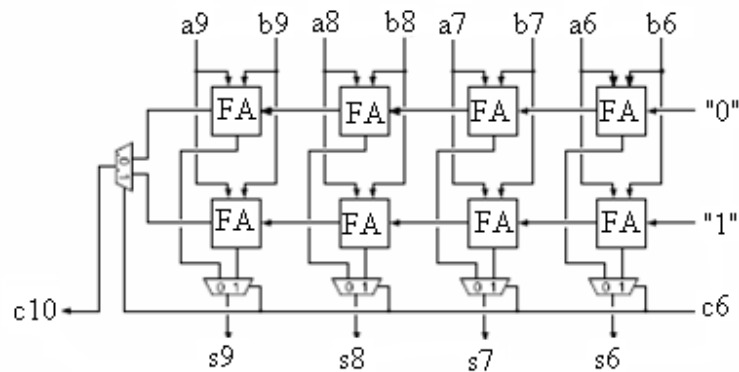 a9 b9 a8 b8 a7 b7 a6 b6
FA FA FA FA "0"
0 1
FA FA FA FA "1"
0 1 0 1 0 1 0 1
c10 c6
s9 s8 s7 s6